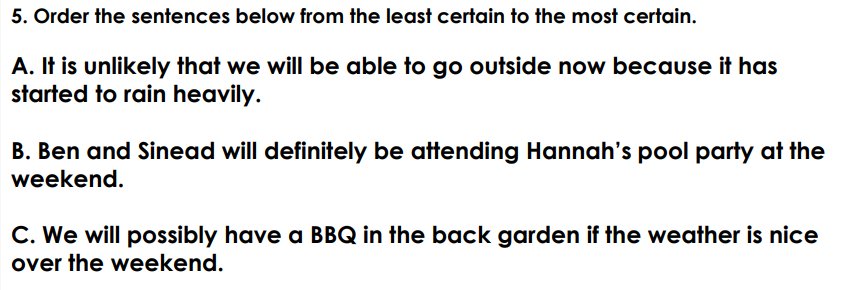 5. Order the sentences below from the least certain to the most certain.
A. It is unlikely that we will be able to go outside now because it has
started to rain heavily.
B. Ben and Sinead will definitely be attending Hannah’s pool party at the
weekend.
C. We will possibly have a BBQ in the back garden if the weather is nice
over the weekend.